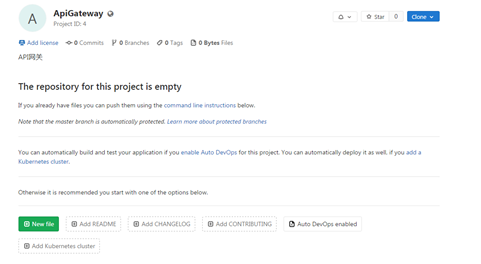 A
ApiGateway
Project ID: 4
Star 0 Clone
Add license 0 Commits 0 Branches 0 Tags 0 Bytes Files
API网关
The repository for this project is empty
If you already have files you can push them using the command line instructions below.
Note that the master branch is automatically protected. Learn more about protected branches
You can automatically build and test your application if you enable Auto DevOps for this project. You can automatically deploy it as well, if you add a
Kubernetes cluster.
Otherwise it is recommended you start with one of the options below.
New file Add README Add CHANGELOG Add CONTRIBUTING Auto DevOps enabled
Add Kubernetes cluster